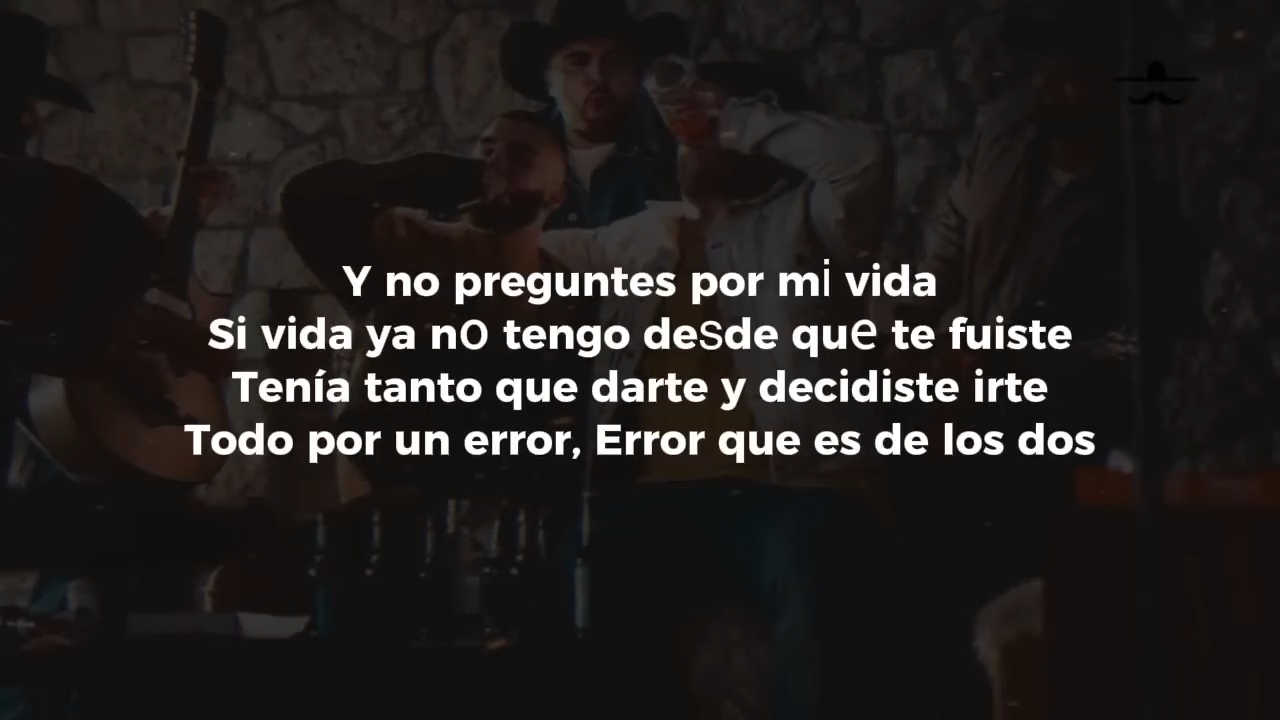 Y no preguntes por mi vida
Si vida ya no tengo desde que te fuiste
Tenía tanto que darte y decidiste irte
Todo por un error, Error que es de los dos